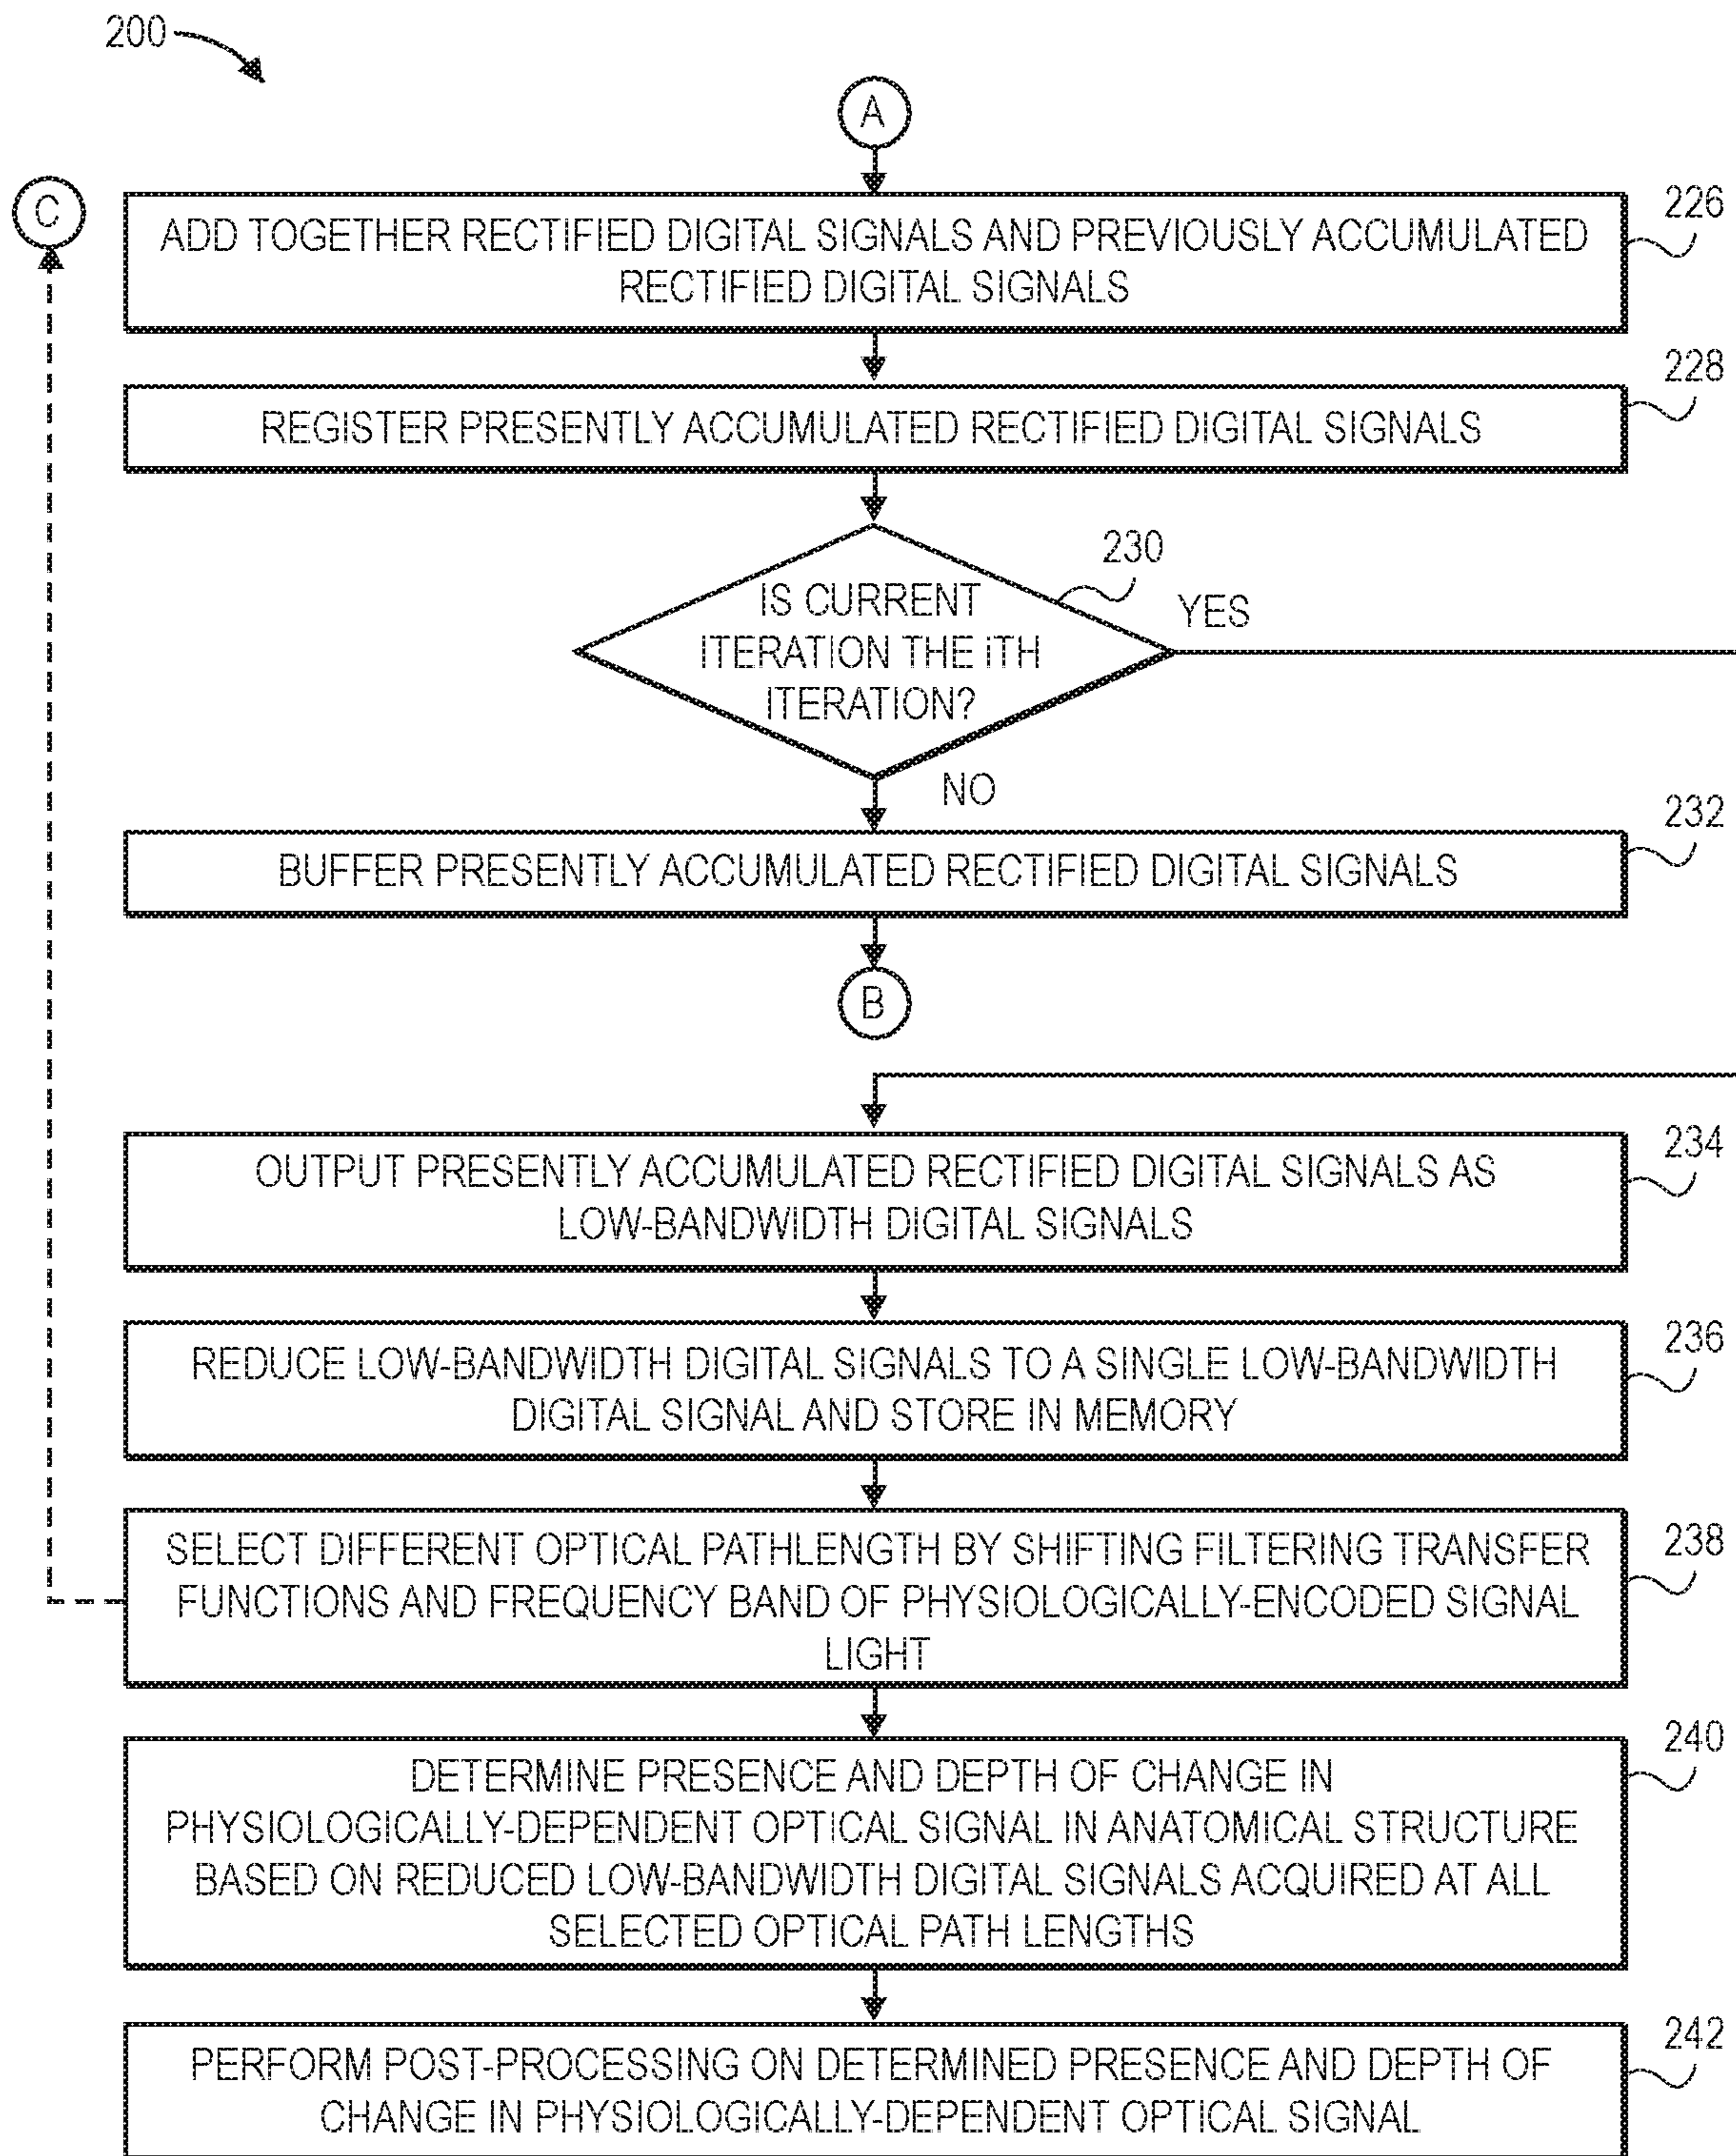 200
A
C
ADD TOGETHER RECTIFIED DIGITAL SIGNALS AND PREVIOUSLY ACCUMULATED
RECTIFIED DIGITAL SIGNALS
226
REGISTER PRESENTLY ACCUMULATED RECTIFIED DIGITAL SIGNALS
228
230
IS CURRENT
ITERATION THE iTH
ITERATION?
YES
NO
BUFFER PRESENTLY ACCUMULATED RECTIFIED DIGITAL SIGNALS
232
B
OUTPUT PRESENTLY ACCUMULATED RECTIFIED DIGITAL SIGNALS AS
LOW-BANDWIDTH DIGITAL SIGNALS
234
REDUCE LOW-BANDWIDTH DIGITAL SIGNALS TO A SINGLE LOW-BANDWIDTH
DIGITAL SIGNAL AND STORE IN MEMORY
236
SELECT DIFFERENT OPTICAL PATHLENGTH BY SHIFTING FILTERING TRANSFER
FUNCTIONS AND FREQUENCY BAND OF PHYSIOLOGICALLY-ENCODED SIGNAL
LIGHT
238
DETERMINE PRESENCE AND DEPTH OF CHANGE IN
PHYSIOLOGICALLY-DEPENDENT OPTICAL SIGNAL IN ANATOMICAL STRUCTURE
BASED ON REDUCED LOW-BANDWIDTH DIGITAL SIGNALS ACQUIRED AT ALL
SELECTED OPTICAL PATH LENGTHS
240
PERFORM POST-PROCESSING ON DETERMINED PRESENCE AND DEPTH OF
CHANGE IN PHYSIOLOGICALLY-DEPENDENT OPTICAL SIGNAL
242